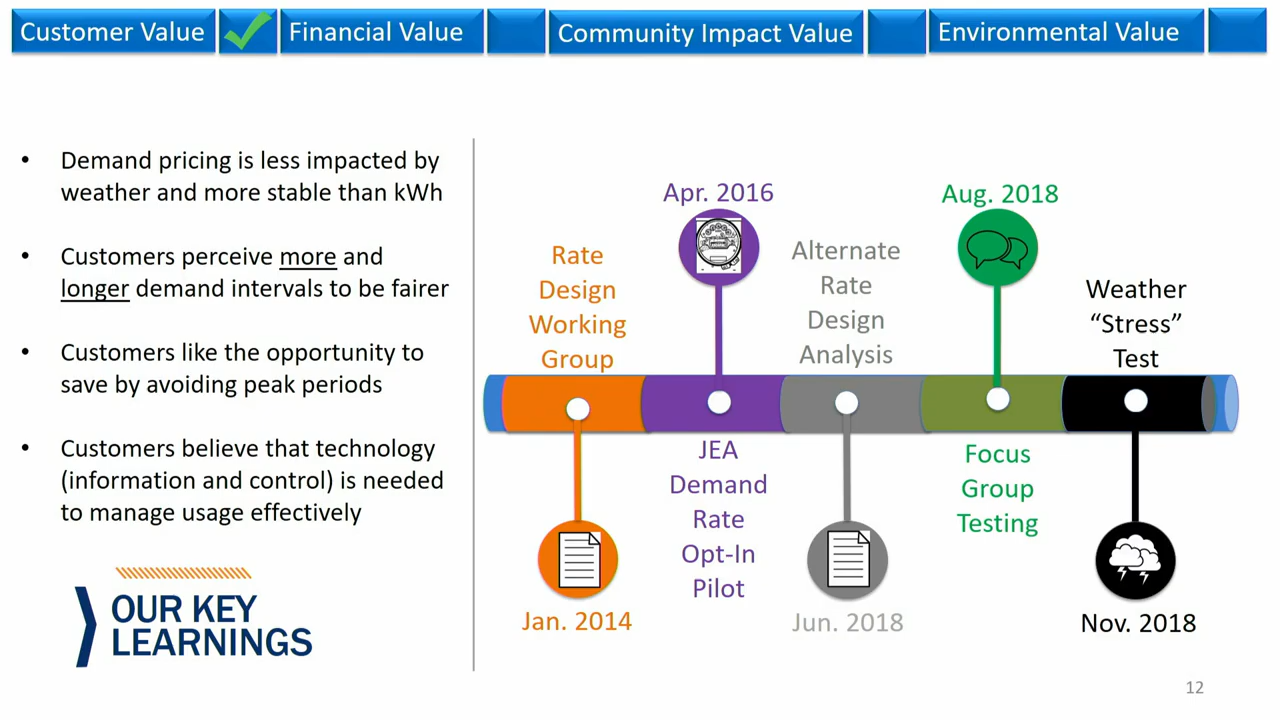 Customer Value
Financial Value
Community Impact Value
Environmental Value
• Demand pricing is less impacted by
weather and more stable than kWh
• Customers perceive more and
longer demand intervals to be fairer
• Customers like the opportunity to
save by avoiding peak periods
• Customers believe that technology
(information and control) is needed
to manage usage effectively
OUR KEY
LEARNINGS
Rate
Design
Working
Group
Jan. 2014
Apr. 2016
JEA
Demand
Rate
Opt-In
Pilot
Alternate
Rate
Design
Analysis
Jun. 2018
Aug. 2018
Focus
Group
Testing
Weather
“Stress”
Test
Nov. 2018
12